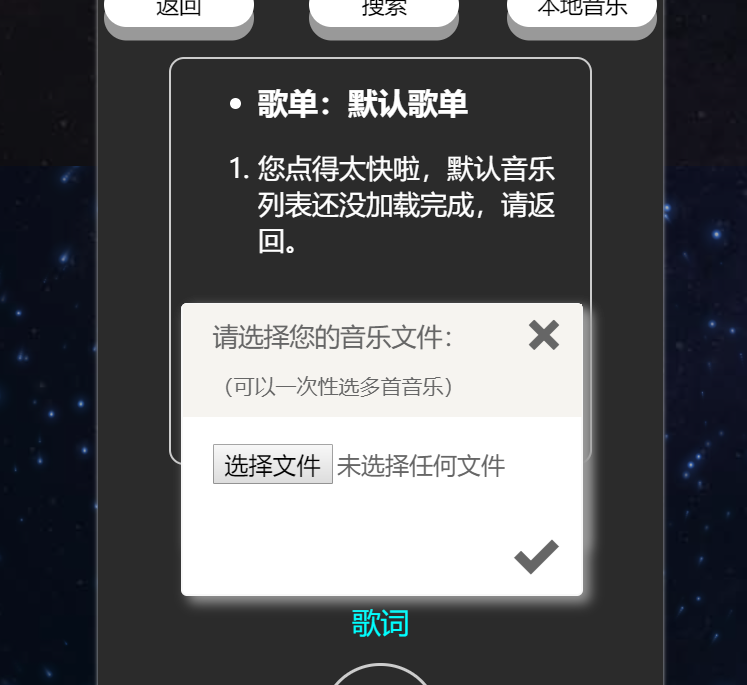 返回 搜索 本地音乐
• 歌单：默认歌单
1. 您点得太快啦，默认音乐
列表还没加载完成，请返
回。
请选择您的音乐文件：
（可以一次性选多首音乐）
选择文件 未选择任何文件
歌词